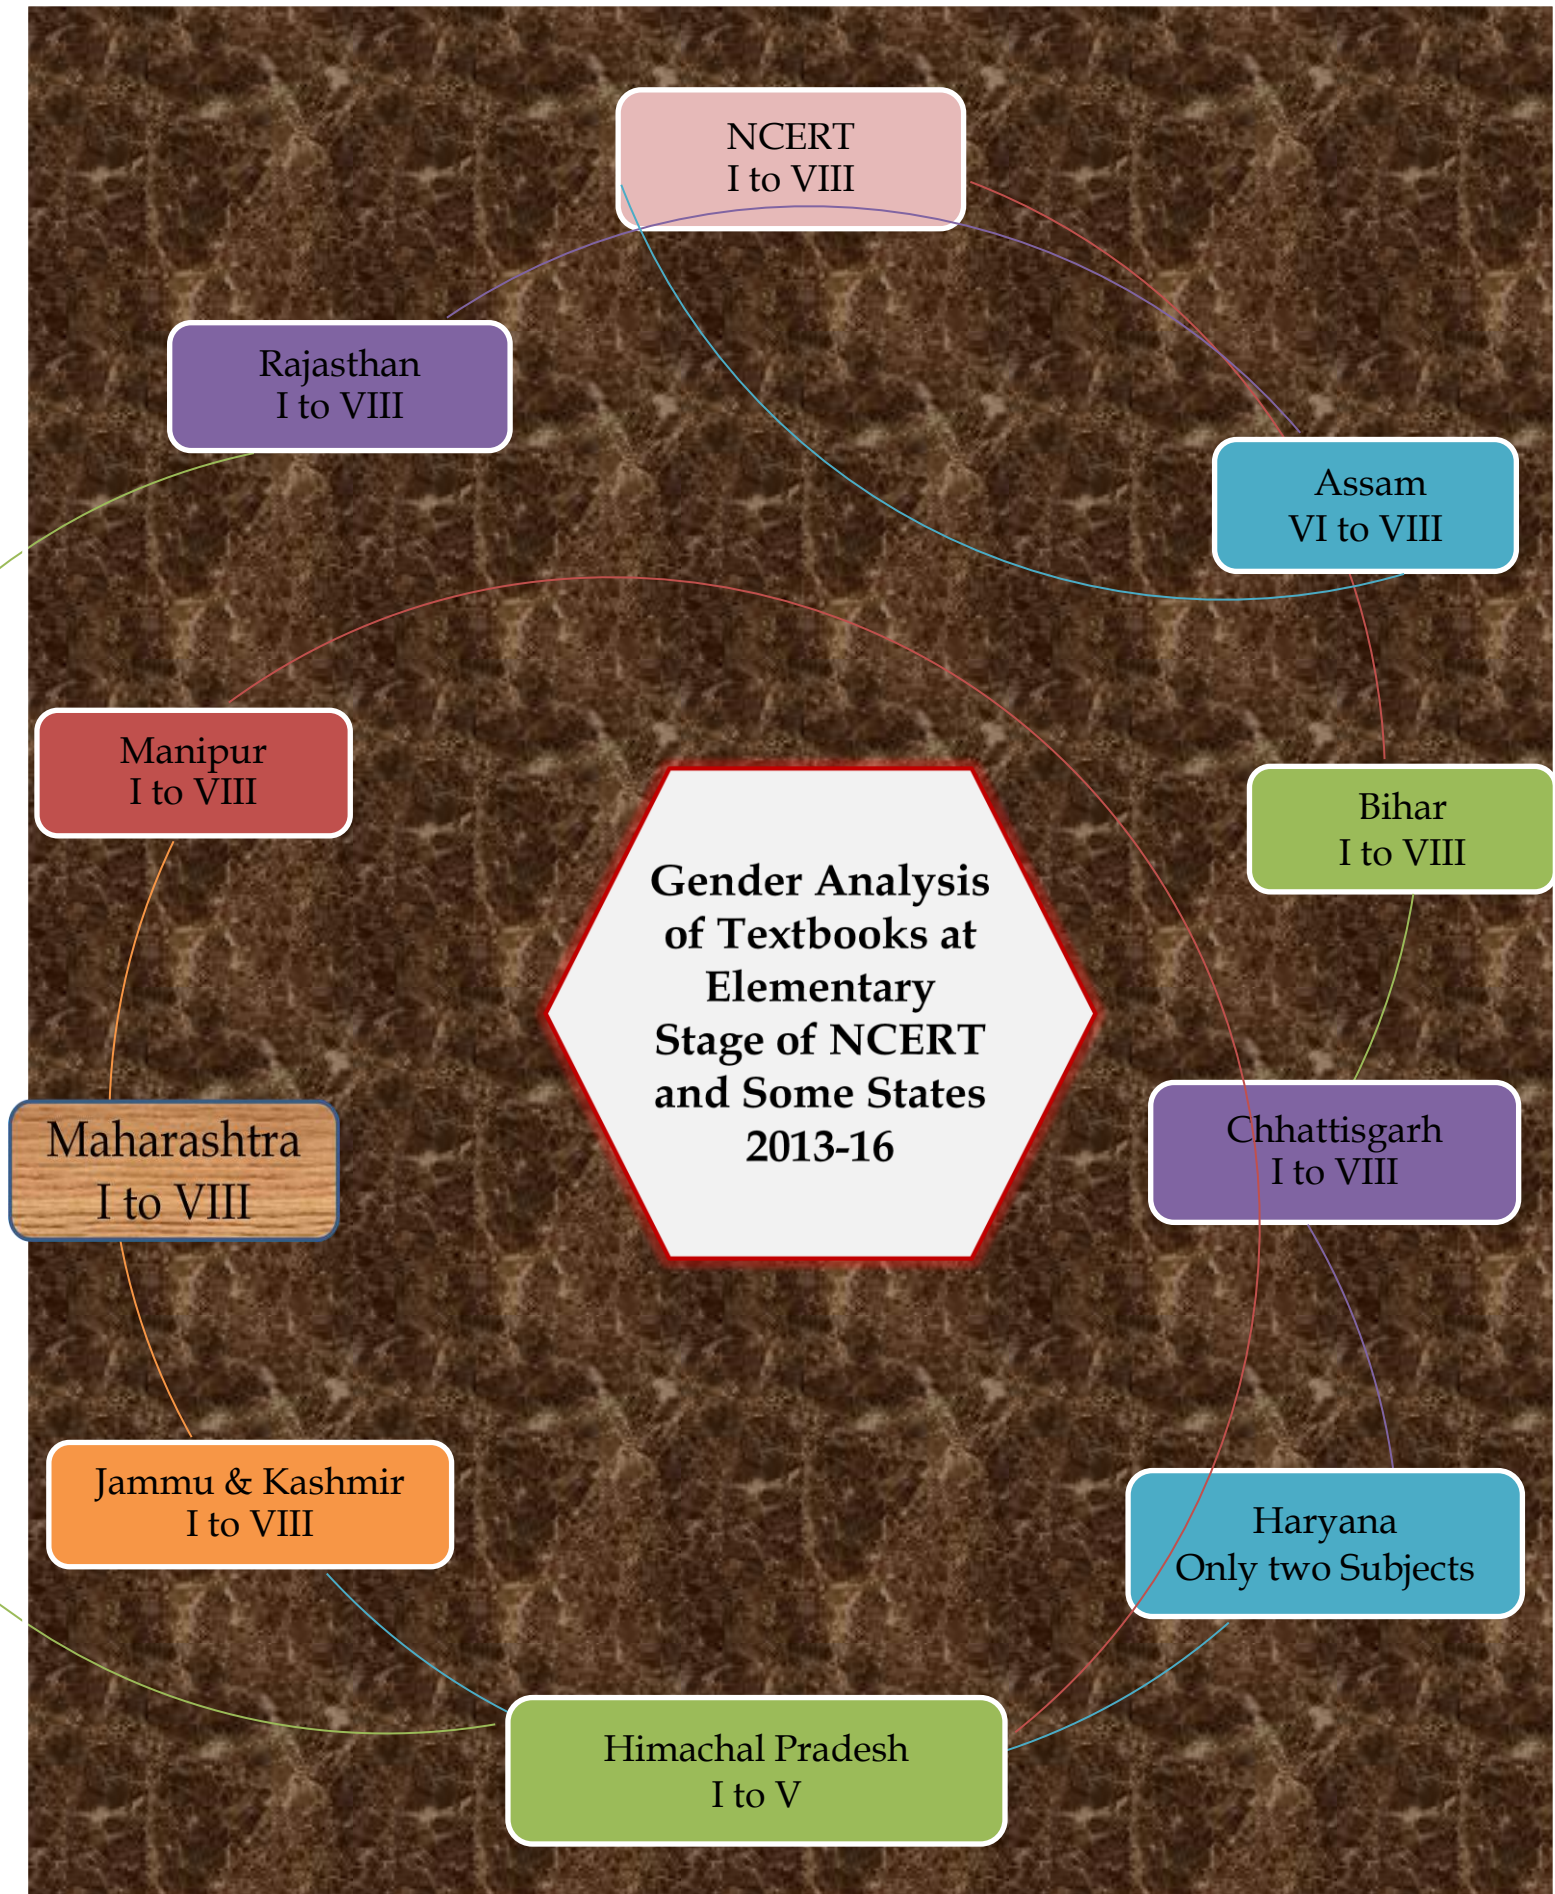 NCERT
I to VIII
Rajasthan
I to VIII
Assam
VI to VIII
Manipur
I to VIII
Bihar
I to VIII
Gender Analysis
of Textbooks at
Elementary
Stage of NCERT
and Some States
2013-16
Maharashtra
I to VIII
Chhattisgarh
I to VIII
Jammu & Kashmir
I to VIII
Haryana
Only two Subjects
Himachal Pradesh
I to V